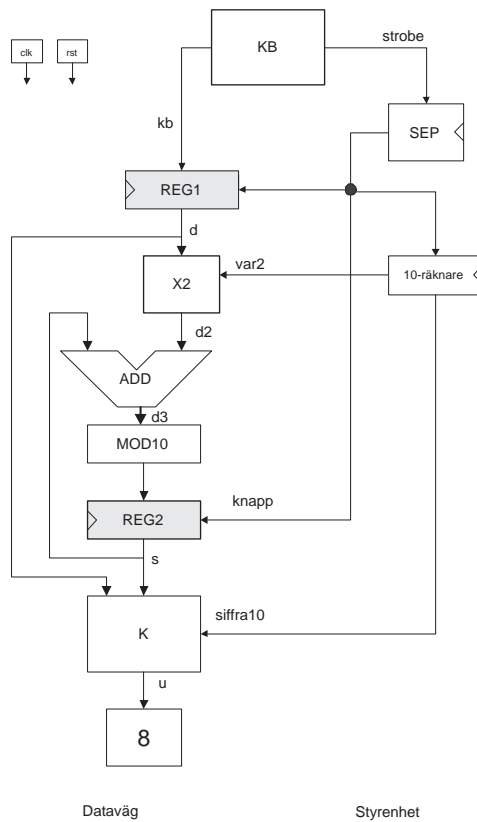 KB
strobe
clk
rst
kb
SEP
REG1
d
X2
var2
10-räknare
d2
ADD
d3
MOD10
knapp
REG2
s
siffra10
K
u
8
Dataväg
Styrenhet